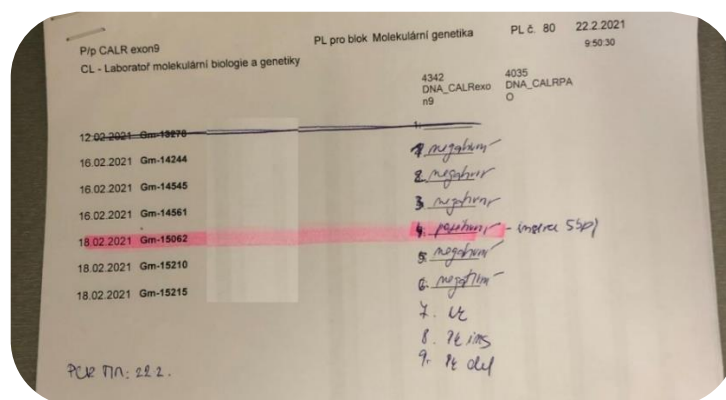 P/p CALR exon9 PL pro blok Molekulární genetika PL č. 80 22.2.2021
9:50:30
CL - Laboratoř molekulární biologie a genetiky
4342 4035
DNA_CALRexo DNA_CALRPA
n9 O
12.02.2021 Gm-13278 1.
16.02.2021 Gm-14244 1. negativní
16.02.2021 Gm-14545 2. negativní
16.02.2021 Gm-14561 3. negativní
18.02.2021 Gm-15062 4. pozitivní - inzerce 5bp
18.02.2021 Gm-15210 5. negativní
18.02.2021 Gm-15215 6. negativní
7.
8. ins
9. del
PCR 22.2.